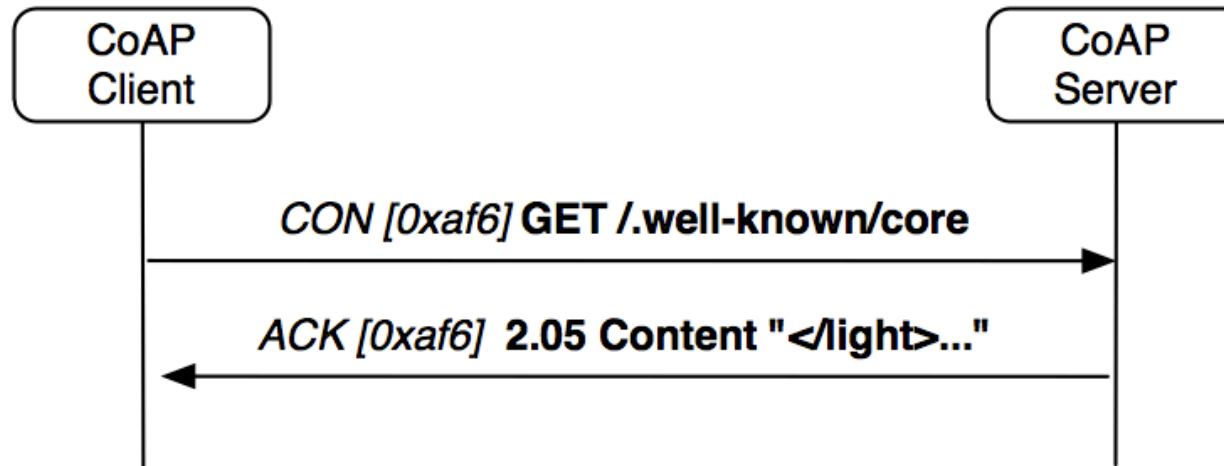 CoAP
Client
CoAP
Server
CON [0xaf6] GET /.well-known/core
ACK [0xaf6] 2.05 Content "</light>..."